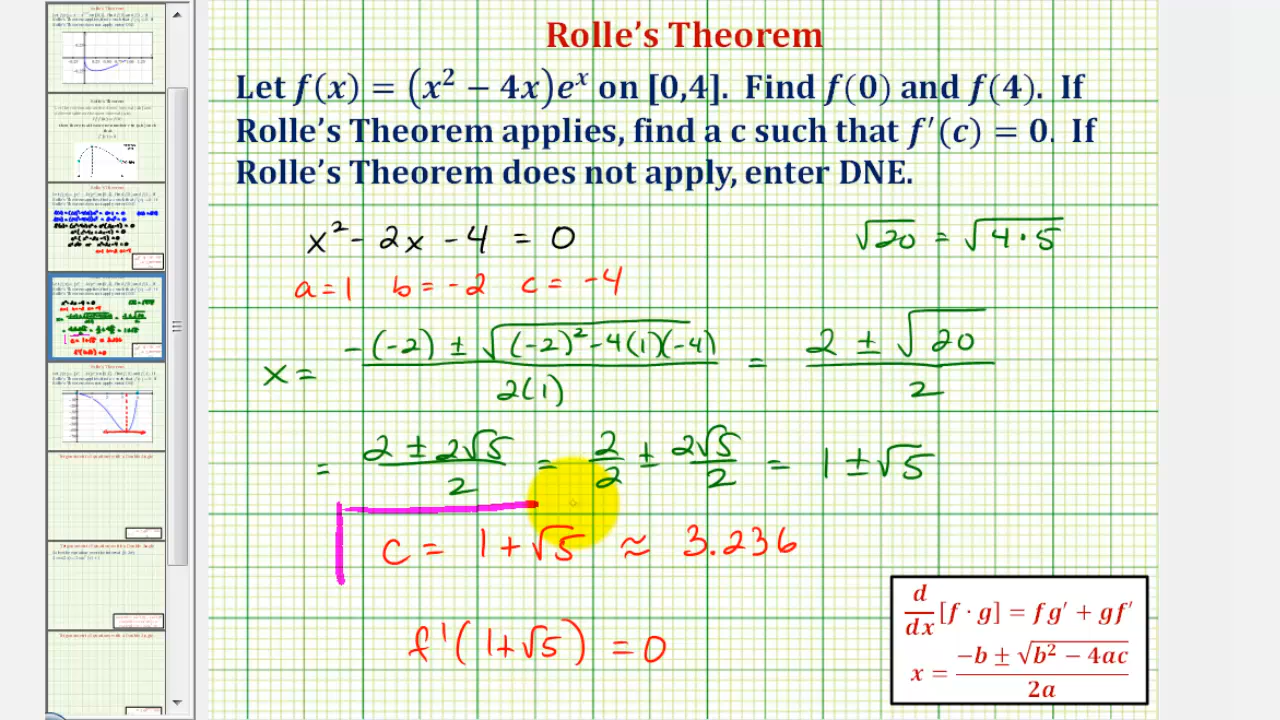 Rolle's Theorem
Let f(x) = (x² − 4x)eˣ on [0,4]. Find f(0) and f(4). If
Rolle's Theorem applies, find a c such that f′(c) = 0. If
Rolle's Theorem does not apply, enter DNE.
x² − 2x − 4 = 0
√20 = √4·5
a = 1 b = −2 c = −4
x = −(−2) ± √(−2)² − 4(1)(−4) / 2(1) = 2 ± √20 / 2
= 2 ± 2√5 / 2 = 2/2 ± 2√5/2 = 1 ± √5
c = 1 + √5 ≈ 3.236
f′(1+√5) = 0
d/dx [f · g] = fg′ + gf′
x = −b ± √b² − 4ac / 2a